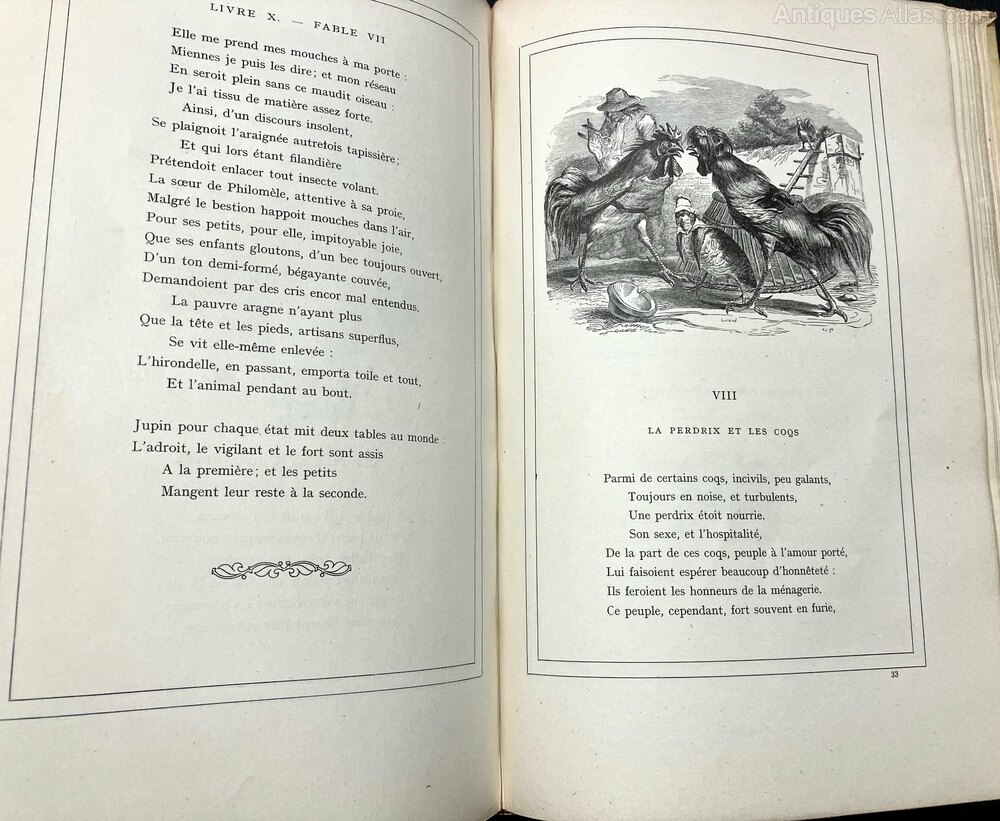 AntiquesAtlas.com
LIVRE X. — FABLE VII
Elle me prend mes mouches à ma porte :
Miennes je puis les dire; et mon réseau
En seroit plein sans ce maudit oiseau :
Je l'ai tissu de matière assez forte.
Ainsi, d'un discours insolent,
Se plaignoit l'araignée autrefois tapissière;
Et qui lors étant filandière
Prétendoit enlacer tout insecte volant.
La sœur de Philomèle, attentive à sa proie,
Malgré le bestion happoit mouches dans l'air,
Pour ses petits, pour elle, impitoyable joie,
Que ses enfants gloutons, d'un bec toujours ouvert,
D'un ton demi-formé, bégayante couvée,
Demandoient par des cris encor mal entendus.
La pauvre aragne n'ayant plus
Que la tête et les pieds, artisans superflus,
Se vit elle-même enlevée :
L'hirondelle, en passant, emporta toile et tout,
Et l'animal pendant au bout.
Jupin pour chaque état mit deux tables au monde :
L'adroit, le vigilant et le fort sont assis
A la première; et les petits
Mangent leur reste à la seconde.
VIII
LA PERDRIX ET LES COQS
Parmi de certains coqs, incivils, peu galants,
Toujours en noise, et turbulents,
Une perdrix étoit nourrie.
Son sexe, et l'hospitalité,
De la part de ces coqs, peuple à l'amour porté,
Lui faisoient espérer beaucoup d'honnêteté :
Ils feroient les honneurs de la ménagerie.
Ce peuple, cependant, fort souvent en furie,
33